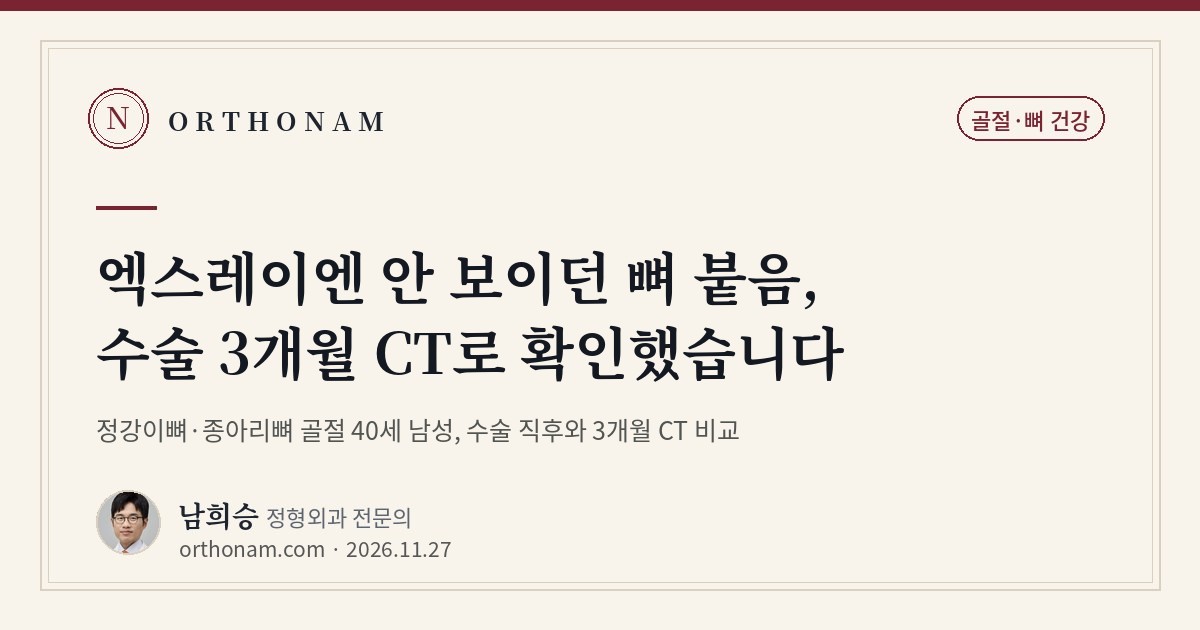 N ORTHONAM
골절·뼈 건강
엑스레이엔 안 보이던 뼈 붙음,
수술 3개월 CT로 확인했습니다
정강이뼈·종아리뼈 골절 40세 남성, 수술 직후와 3개월 CT 비교
남희승 정형외과 전문의
orthonam.com · 2026.11.27